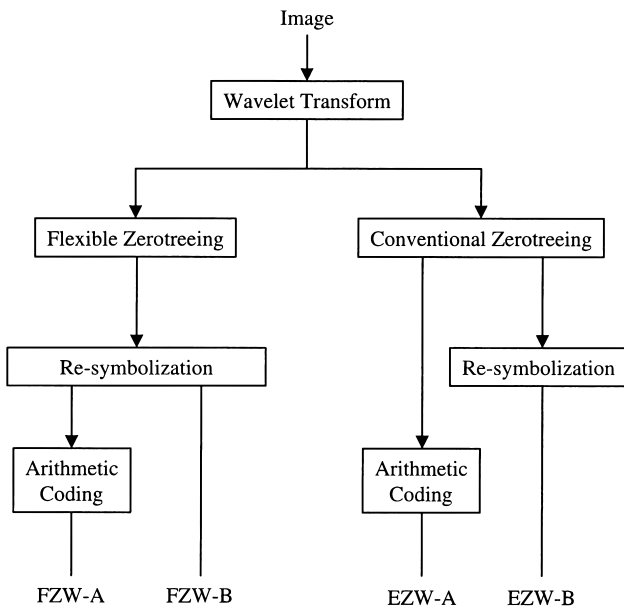 Image
Wavelet Transform
Flexible Zerotreeing
Conventional Zerotreeing
Re-symbolization
Re-symbolization
Arithmetic
Coding
Arithmetic
Coding
FZW-A
FZW-B
EZW-A
EZW-B